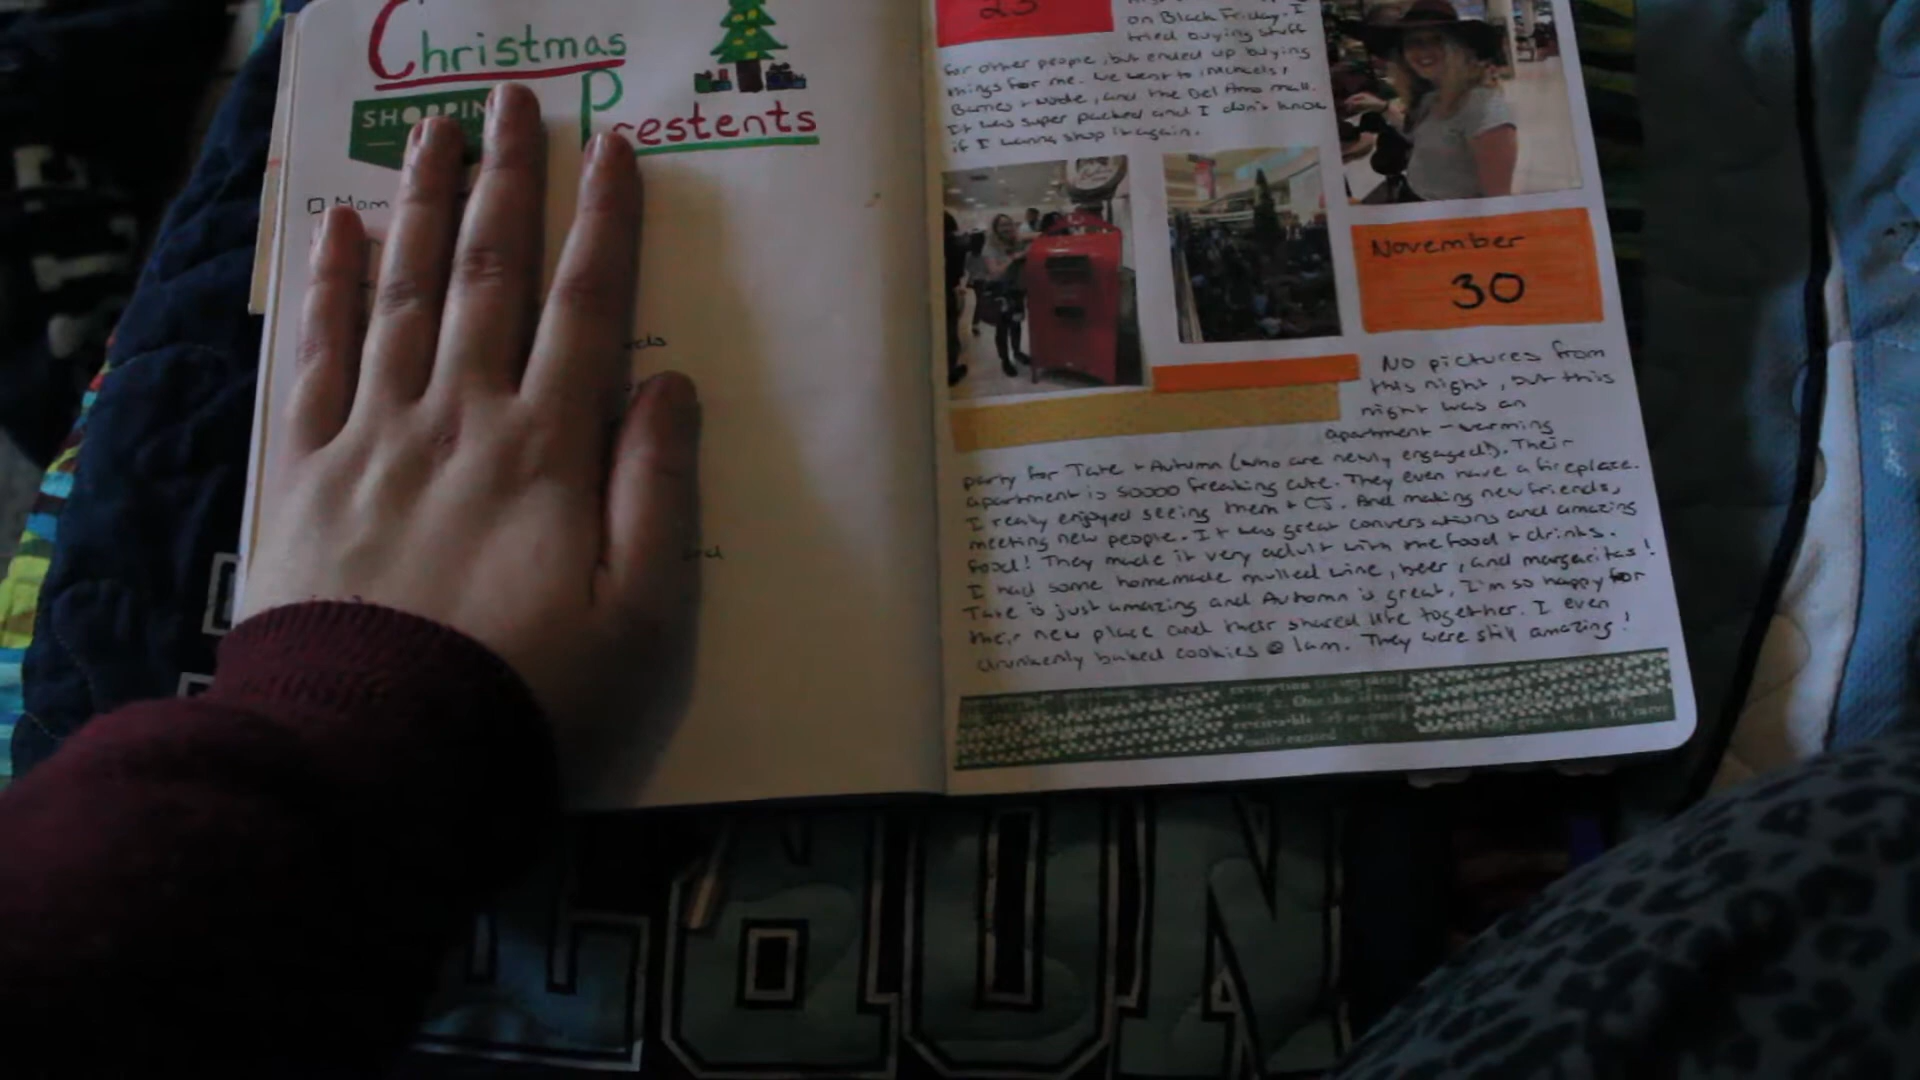 Christmas
SHOPPIN
Prestents
Mom
23
on Black Friday. I
tried buying stuff
for other people, but ended up buying
things for me. We went to Michaels,
Barnes + Noble, and the Del Amo mall.
It was super packed and I don't know
if I wanna shop it again.
November
30
No pictures from
this night, but this
night was an
apartment-warming
party for Tate + Autumn (who are newly engaged!). Their
apartment is soooo freaking cute. They even have a fireplace.
I really enjoyed seeing them + CJ. And making new friends,
meeting new people. It was great conversations and amazing
food! They made it very adult with the food + drinks.
I had some homemade mulled wine, beer, and margaritas!
Tate is just amazing and Autumn is great, I'm so happy for
their new place and their shared life together. I even
drunkenly baked cookies @ 1am. They were still amazing!